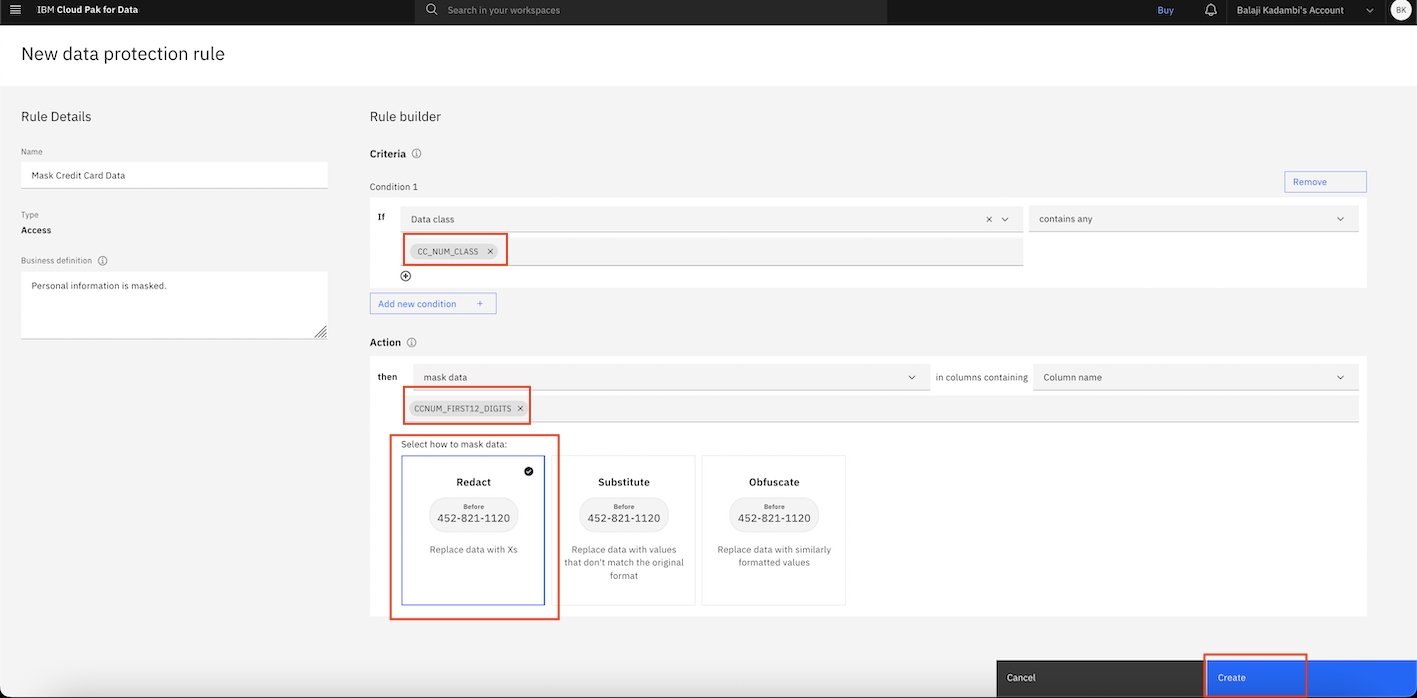 IBM Cloud Pak for Data
Search in your workspaces
Buy
Balaji Kadambi's Account
BK
New data protection rule
Rule Details
Name
Mask Credit Card Data
Type
Access
Business definition
Personal information is masked.
Rule builder
Criteria
Condition 1
Remove
If
Data class
contains any
CC_NUM_CLASS
Add new condition +
Action
then
mask data
in columns containing
Column name
CCNUM_FIRST12_DIGITS
Select how to mask data:
Redact
Before
452-821-1120
Replace data with Xs
Substitute
Before
452-821-1120
Replace data with values
that don't match the original
format
Obfuscate
Before
452-821-1120
Replace data with similarly
formatted values
Cancel
Create